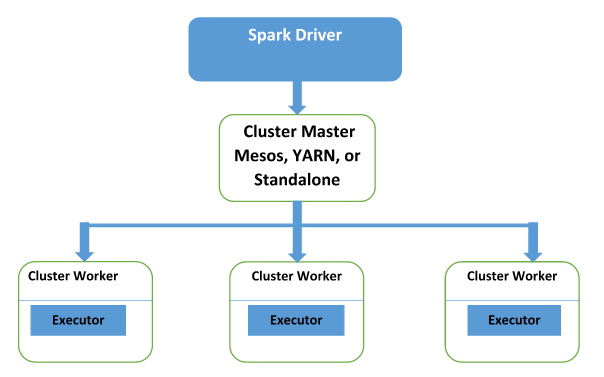 Spark Driver
Cluster Master
Mesos, YARN, or
Standalone
Cluster Worker
Executor
Cluster Worker
Executor
Cluster Worker
Executor